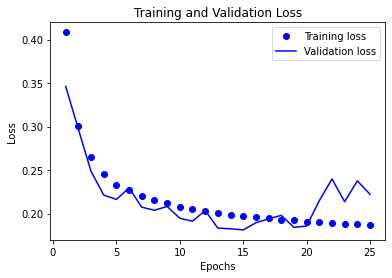 Training and Validation Loss
Training loss
Validation loss
0.40
0.35
0.30
0.25
0.20
Loss
0 5 10 15 20 25
Epochs